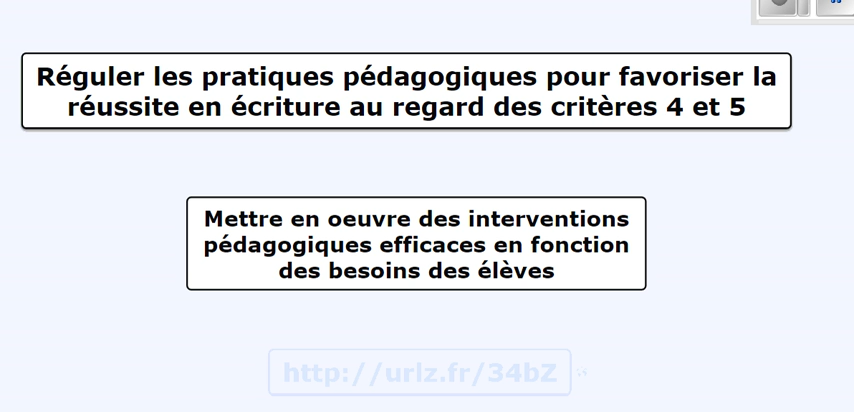 Réguler les pratiques pédagogiques pour favoriser la
réussite en écriture au regard des critères 4 et 5
Mettre en oeuvre des interventions
pédagogiques efficaces en fonction
des besoins des élèves
http://urlz.fr/34bZ